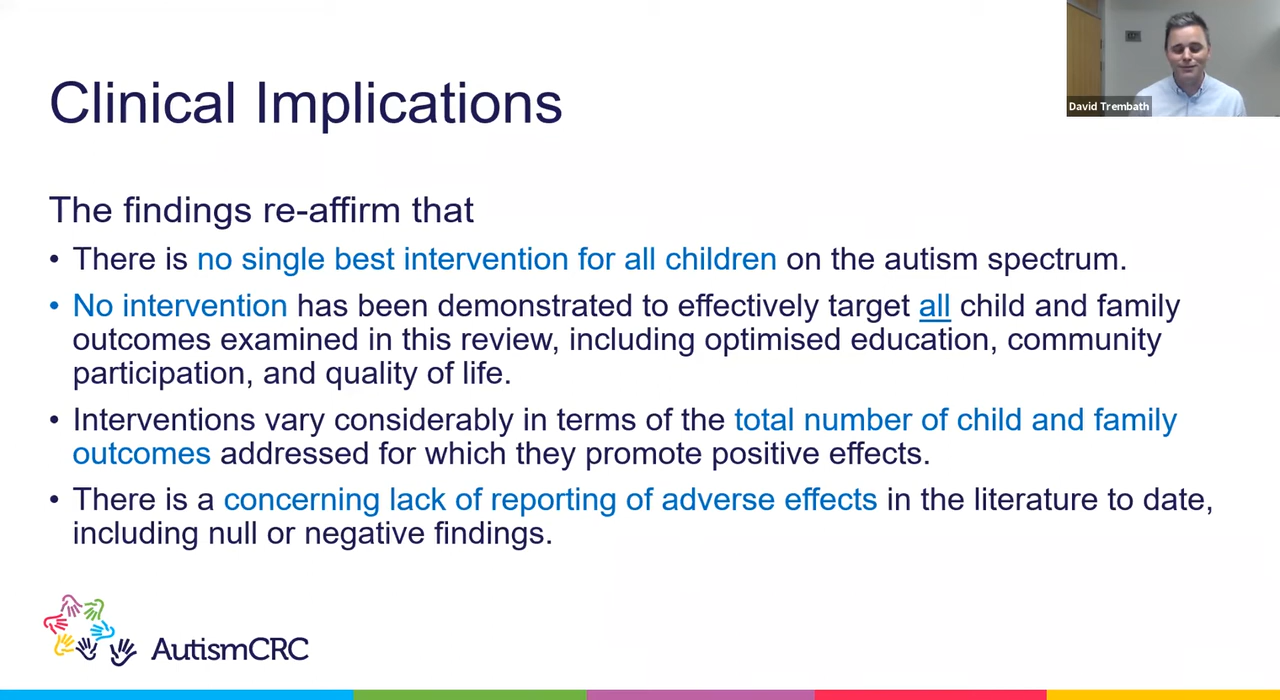 Clinical Implications
David Trembath
The findings re-affirm that
• There is no single best intervention for all children on the autism spectrum.
• No intervention has been demonstrated to effectively target all child and family
outcomes examined in this review, including optimised education, community
participation, and quality of life.
• Interventions vary considerably in terms of the total number of child and family
outcomes addressed for which they promote positive effects.
• There is a concerning lack of reporting of adverse effects in the literature to date,
including null or negative findings.
AutismCRC